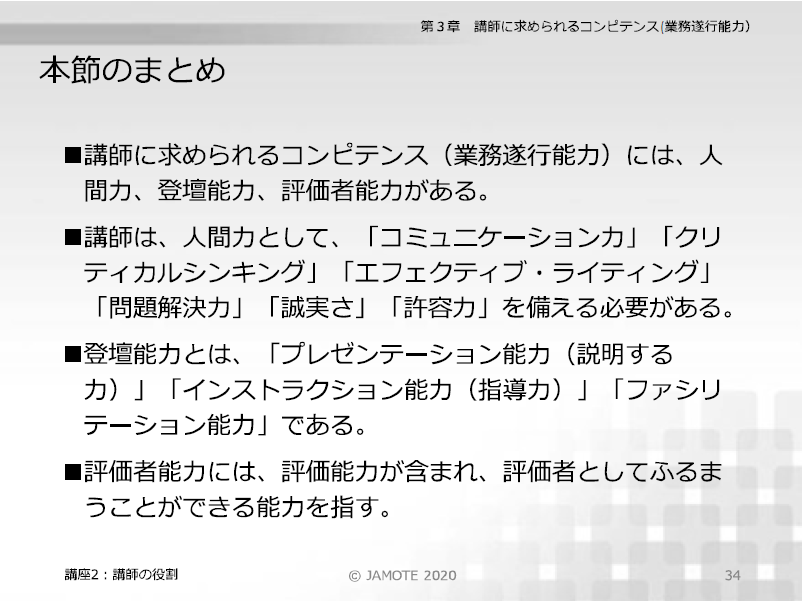 第３章　講師に求められるコンピテンス(業務遂行能力）
本節のまとめ
■講師に求められるコンピテンス（業務遂行能力）には、人
間力、登壇能力、評価者能力がある。
■講師は、人間力として、「コミュニケーション力」「クリ
ティカルシンキング」「エフェクティブ・ライティング」
「問題解決力」「誠実さ」「許容力」を備える必要がある。
■登壇能力とは、「プレゼンテーション能力（説明する
力）」「インストラクション能力（指導力）」「ファシリ
テーション能力」である。
■評価者能力には、評価能力が含まれ、評価者としてふるま
うことができる能力を指す。
講座2：講師の役割
© JAMOTE 2020
34